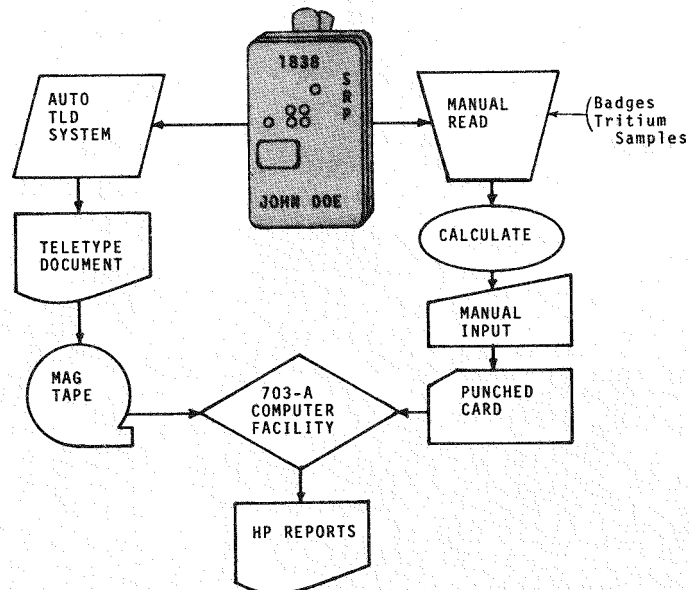 1838
S
R
P
JOHN DOE
AUTO
TLD
SYSTEM
MANUAL
READ
(Badges
Tritium
Samples
TELETYPE
DOCUMENT
CALCULATE
MANUAL
INPUT
MAG
TAPE
703-A
COMPUTER
FACILITY
PUNCHED
CARD
HP REPORTS